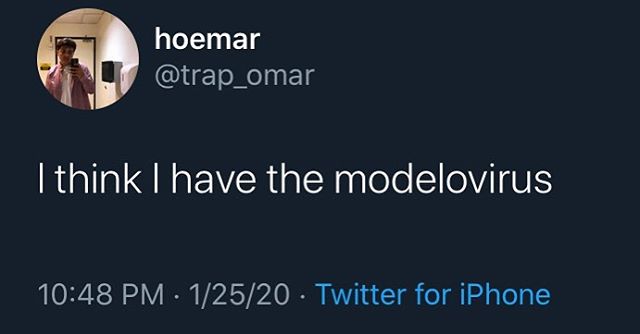 hoemar
@trap_omar
I think I have the modelovirus
10:48 PM · 1/25/20 · Twitter for iPhone